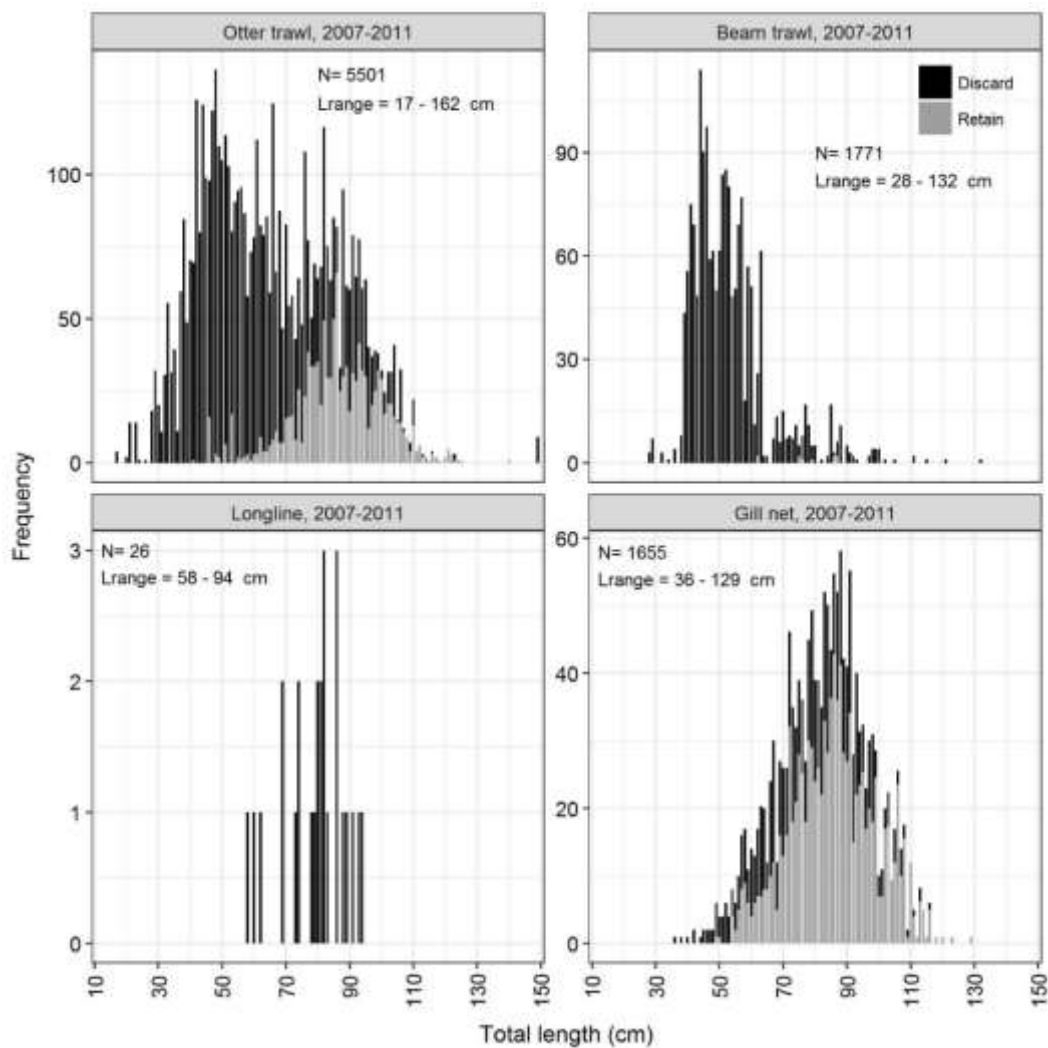 Otter trawl, 2007-2011
N= 5501
Lrange = 17 - 162 cm
100
50
0
Beam trawl, 2007-2011
Discard
Retain
N= 1771
Lrange = 28 - 132 cm
90
60
30
0
Frequency
Longline, 2007-2011
N= 26
Lrange = 58 - 94 cm
3
2
1
0
Gill net, 2007-2011
N= 1655
Lrange = 36 - 129 cm
60
40
20
0
10 30 50 70 90 110 130 150
10 30 50 70 90 110 130 150
Total length (cm)